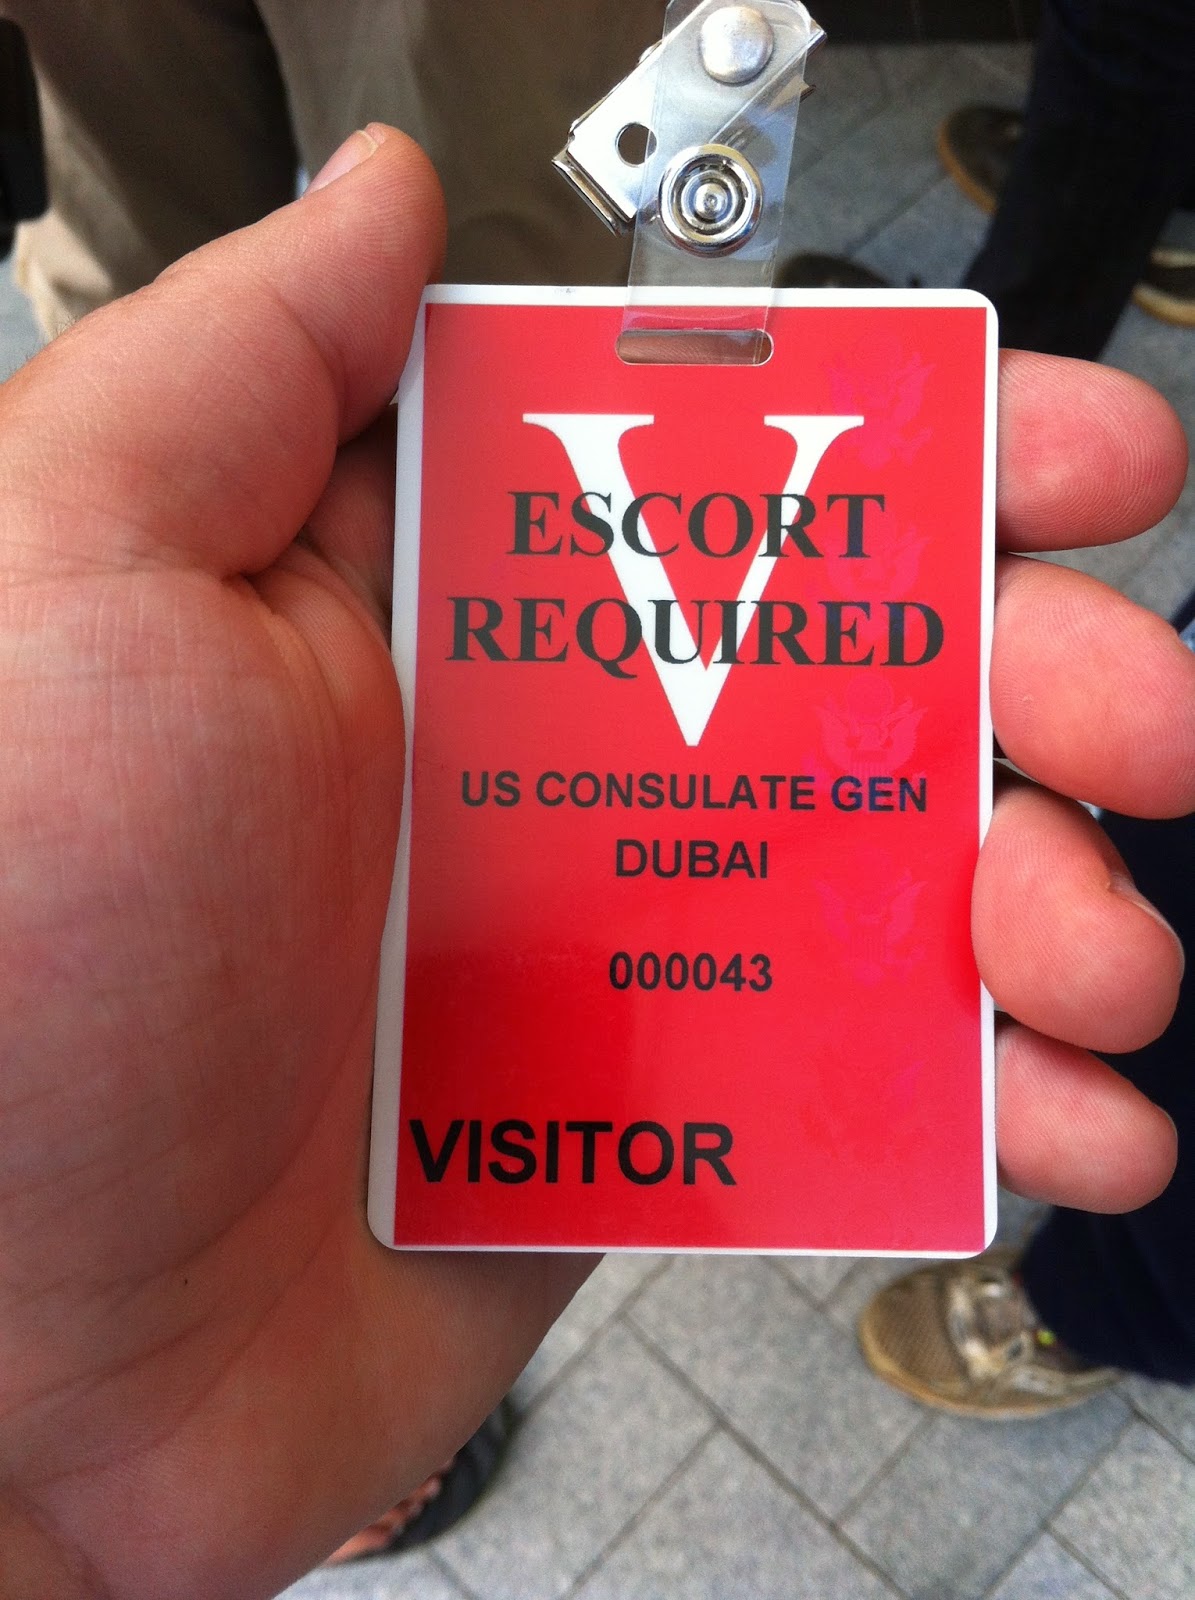 V
ESCORT
REQUIRED
US CONSULATE GEN
DUBAI
000043
VISITOR